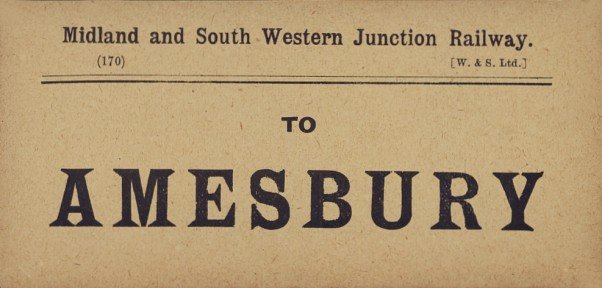 Midland and South Western Junction Railway.
(170) [W. & S. Ltd.]
TO
AMESBURY